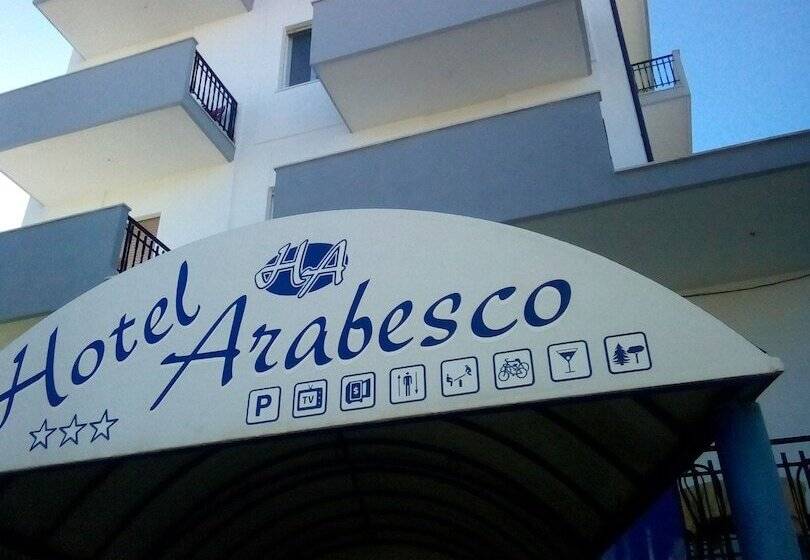 HA
Hotel Arabesco
P TV $